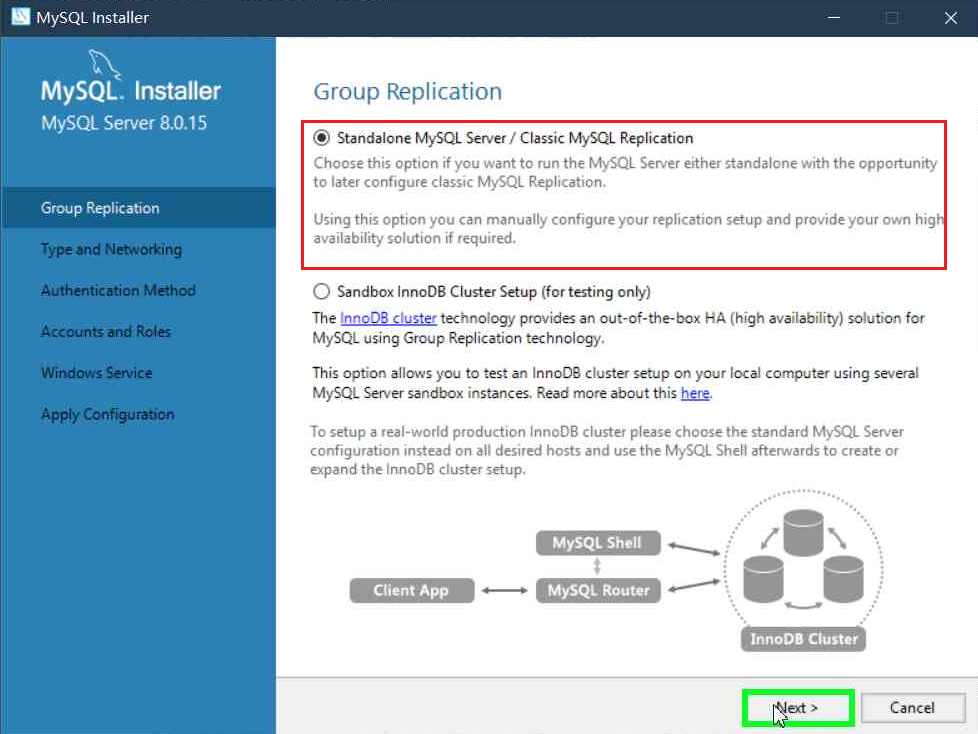 MySQL Installer
MySQL. Installer
MySQL Server 8.0.15
Group Replication
Type and Networking
Authentication Method
Accounts and Roles
Windows Service
Apply Configuration
Group Replication
Standalone MySQL Server / Classic MySQL Replication
Choose this option if you want to run the MySQL Server either standalone with the opportunity
to later configure classic MySQL Replication.
Using this option you can manually configure your replication setup and provide your own high
availability solution if required.
Sandbox InnoDB Cluster Setup (for testing only)
The InnoDB cluster technology provides an out-of-the-box HA (high availability) solution for
MySQL using Group Replication technology.
This option allows you to test an InnoDB cluster setup on your local computer using several
MySQL Server sandbox instances. Read more about this here.
To setup a real-world production InnoDB cluster please choose the standard MySQL Server
configuration instead on all desired hosts and use the MySQL Shell afterwards to create or
expand the InnoDB cluster setup.
MySQL Shell
Client App
MySQL Router
InnoDB Cluster
Next >
Cancel